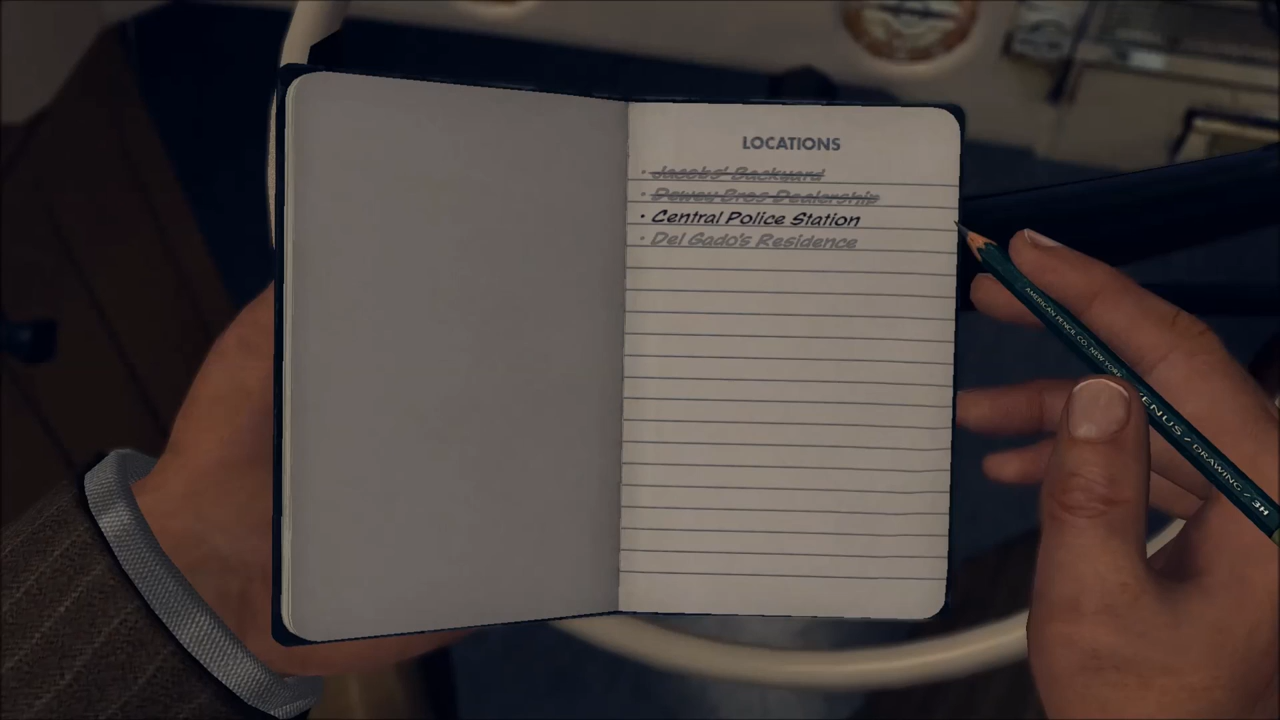 LOCATIONS
· Jacobs' Backyard
· Dewey Bros Dealership
· Central Police Station
· Del Gado's Residence
AMERICAN PENCIL CO. NEW YORK
VENUS / DRAWING / 3H